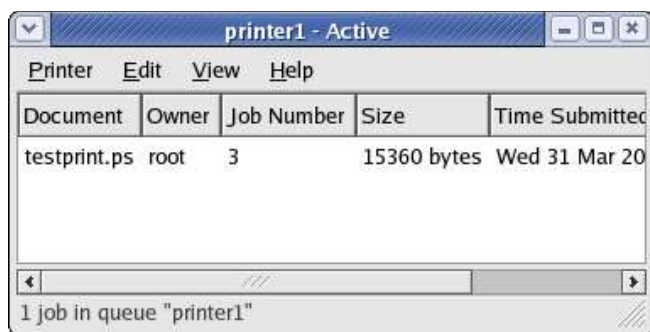 printer1 - Active
Printer Edit View Help
Document Owner Job Number Size Time Submitted
testprint.ps root 3 15360 bytes Wed 31 Mar 20
1 job in queue "printer1"